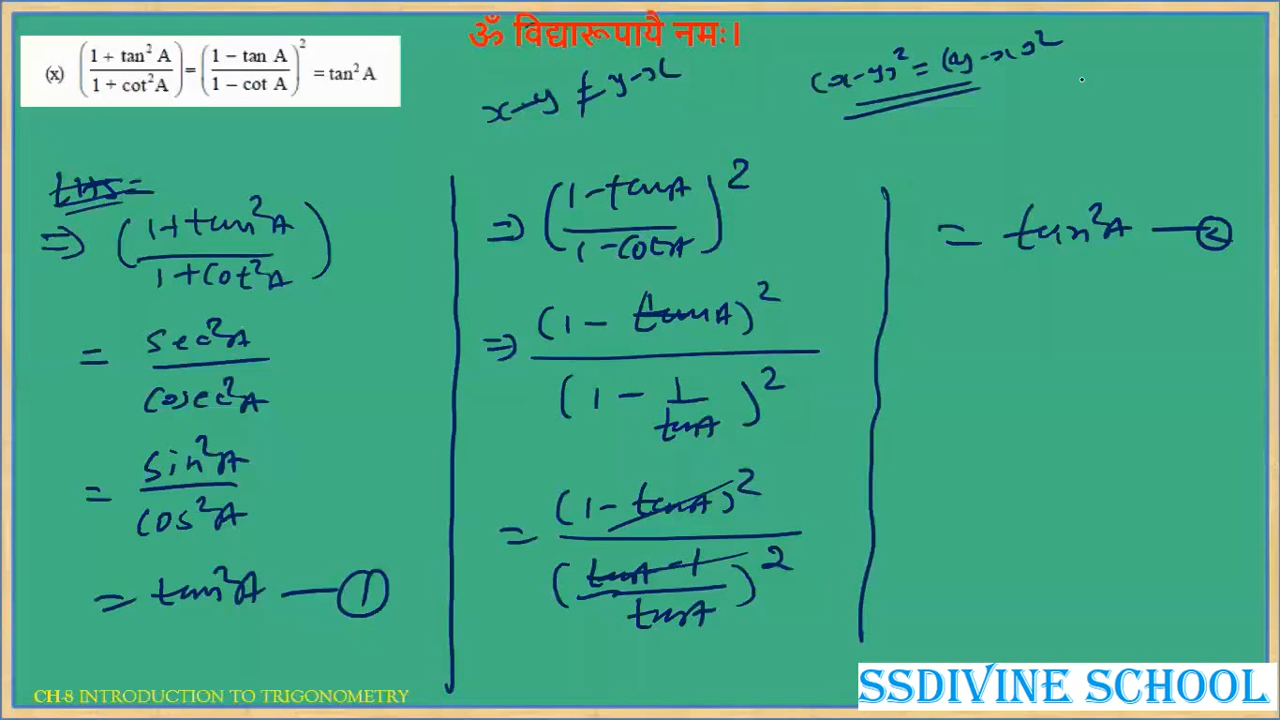 ॐ विद्यारूपायै नमः।
(x) ((1 + tan² A)/(1 + cot²A)) = ((1 − tan A)/(1 − cot A))² = tan² A
x-y ≠ y-x
(x-y)² = (y-x)²
LHS=
⇒ ((1+tan²A)/(1+cot²A))
= sec²A/cosec²A
= sin²A/cos²A
= tan²A — ①
⇒ ((1-tanA)/(1-cotA))²
⇒ (1 - tanA)²/(1 - 1/tanA)²
= (1-tanA)²/((tanA-1)/tanA)²
= tan²A — ②
CH-8 INTRODUCTION TO TRIGONOMETRY
SSDIVINE SCHOOL